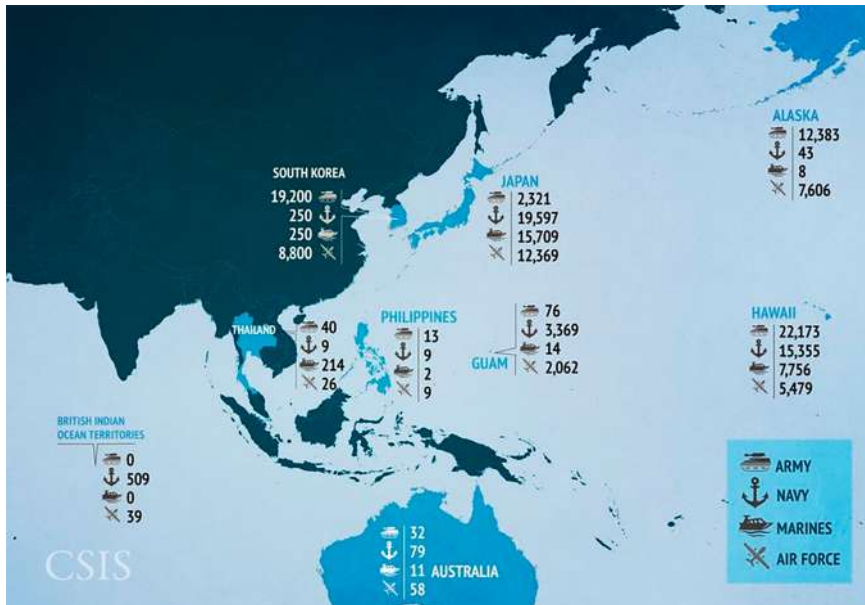 ALASKA
12,383
43
8
7,606
SOUTH KOREA
19,200
250
250
8,800
JAPAN
2,321
19,597
15,709
12,369
THAILAND
40
9
214
26
PHILIPPINES
13
9
2
9
GUAM
76
3,369
14
2,062
HAWAII
22,173
15,355
7,756
5,479
BRITISH INDIAN
OCEAN TERRITORIES
0
509
0
39
32
79
11 AUSTRALIA
58
ARMY
NAVY
MARINES
AIR FORCE
CSIS